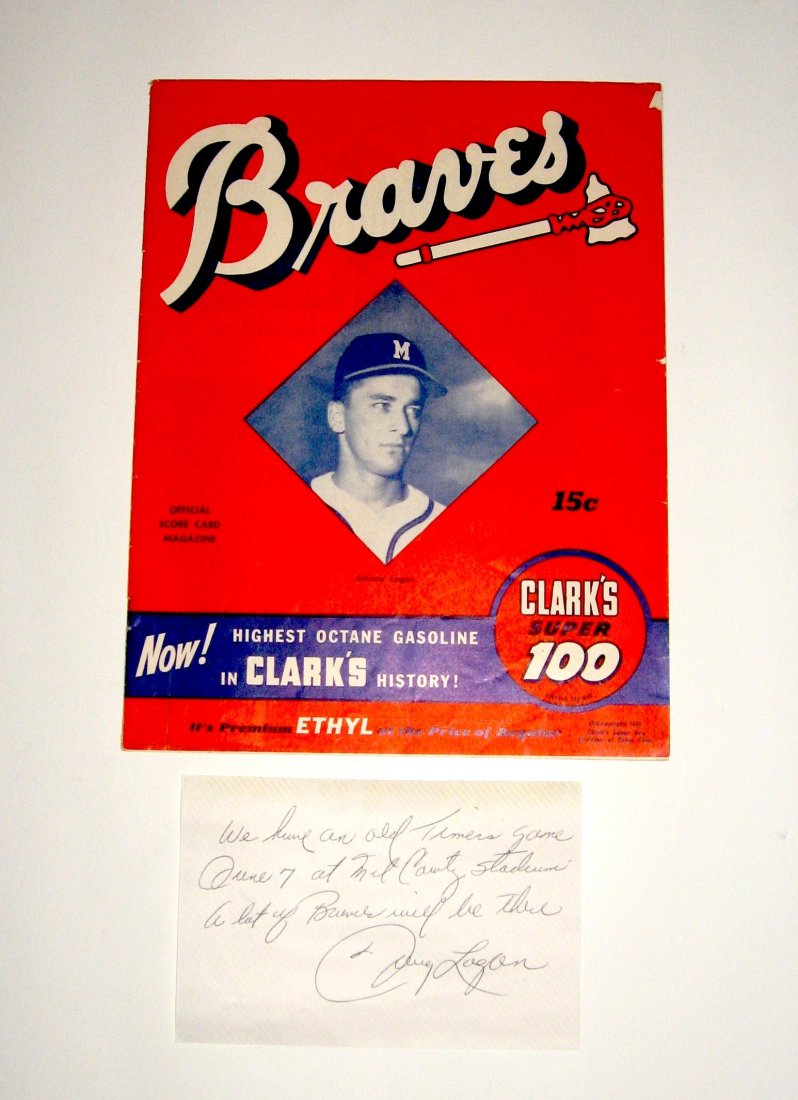 Braves
M
15¢
OFFICIAL
SCORE CARD
MAGAZINE
Johnny Logan
Now! HIGHEST OCTANE GASOLINE
IN CLARK'S HISTORY!
CLARK'S
SUPER
100
It's Premium ETHYL at the Price of Regular
We have an old Timers game
June 7 at Mil County Stadium
A lot of Braves will be there
Logan